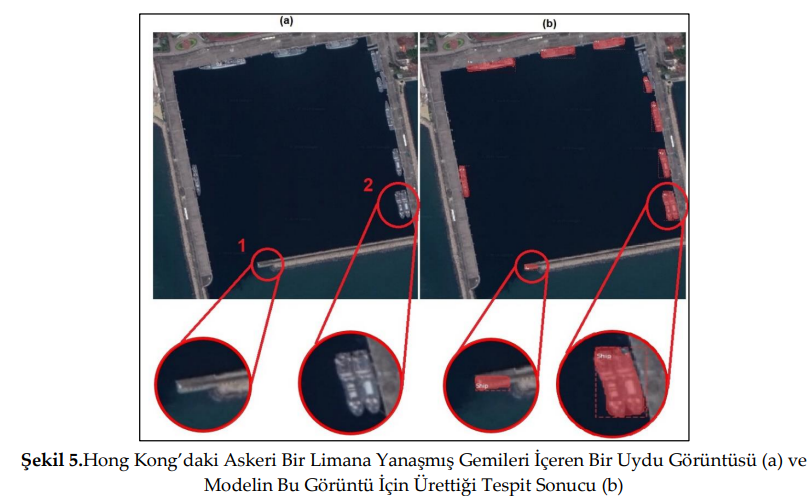 (a)
(b)
2
1
Ship
Ship
Şekil 5.Hong Kong’daki Askeri Bir Limana Yanaşmış Gemileri İçeren Bir Uydu Görüntüsü (a) ve
Modelin Bu Görüntü İçin Ürettiği Tespit Sonucu (b)